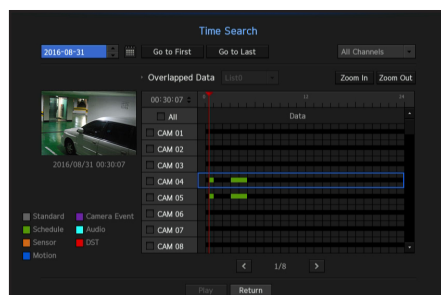 Time Search
2016-08-31
Go to First
Go to Last
All Channels
Overlapped Data
List0
Zoom In
Zoom Out
00:30:07
0
12
24
All
Data
CAM 01
CAM 02
CAM 03
CAM 04
CAM 05
CAM 06
CAM 07
CAM 08
2016/08/31 00:30:07
Standard
Camera Event
Schedule
Audio
Sensor
DST
Motion
1/8
Play
Return